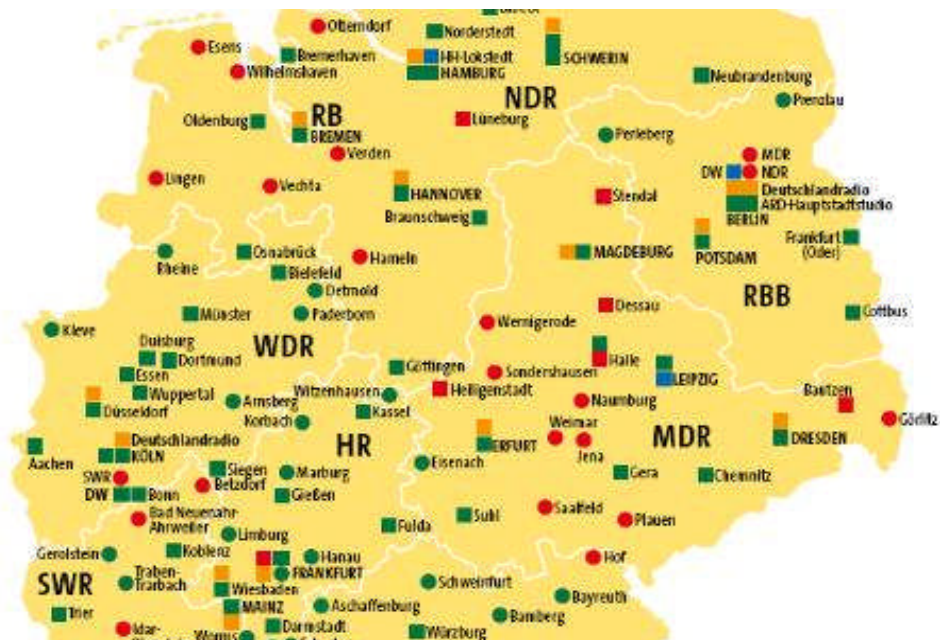 Otterndorf
Norderstedt
Esens
Bremerhaven
HH-Lokstedt
SCHWERIN
Wilhelmshaven
HAMBURG
Neubrandenburg
NDR
Prenzlau
RB
Lüneburg
Oldenburg
BREMEN
Perleberg
Verden
MDR
DW
NDR
Lingen
Vechta
HANNOVER
Stendal
Deutschlandradio
ARD-Hauptstadtstudio
BERLIN
Braunschweig
Frankfurt
(Oder)
Rheine
Osnabrück
Hameln
MAGDEBURG
POTSDAM
Bielefeld
Detmold
RBB
Münster
Paderborn
Dessau
Cottbus
Kleve
WDR
Wernigerode
Duisburg
Dortmund
Göttingen
Halle
Essen
Sondershausen
LEIPZIG
Wuppertal
Arnsberg
Witzenhausen
Heiligenstadt
Bautzen
Düsseldorf
Korbach
Kassel
Naumburg
Görlitz
Deutschlandradio
KÖLN
HR
ERFURT
Weimar
Jena
MDR
DRESDEN
Aachen
SWR
Siegen
Marburg
Eisenach
Gera
Chemnitz
DW
Bonn
Betzdorf
Gießen
Bad Neuenahr-
Ahrweiler
Fulda
Suhl
Saalfeld
Plauen
Limburg
Gerolstein
Koblenz
Hanau
FRANKFURT
Hof
SWR
Traben-
Trarbach
Wiesbaden
Schweinfurt
MAINZ
Aschaffenburg
Bayreuth
Trier
Bamberg
Idar-
Worms
Darmstadt
Würzburg